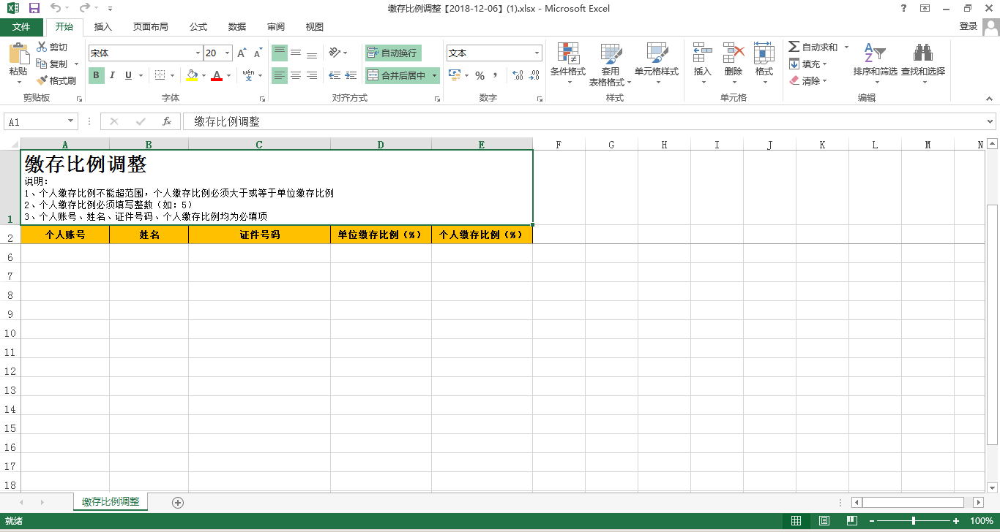 缴存比例调整【2018-12-06】(1).xlsx - Microsoft Excel
?
文件 开始 插入 页面布局 公式 数据 审阅 视图 登录
粘贴 剪切 复制 格式刷
宋体 20 A A
B I U A wén 文
自动换行
合并后居中
文本
% , .0 .00 .00 .0
条件格式 套用 表格格式 单元格样式
插入 删除 格式
Σ 自动求和
填充
清除
排序和筛选 查找和选择
剪贴板 字体 对齐方式 数字 样式 单元格 编辑
A1 fx 缴存比例调整
A B C D E F G H I J K L M N
1
缴存比例调整
说明:
1、个人缴存比例不能超范围，个人缴存比例必须大于或等于单位缴存比例
2、个人缴存比例必须填写整数（如：5）
3、个人账号、姓名、证件号码、个人缴存比例均为必填项
2 个人账号 姓名 证件号码 单位缴存比例（%） 个人缴存比例（%）
6
7
8
9
10
11
12
13
14
15
16
17
18
缴存比例调整
就绪 100%